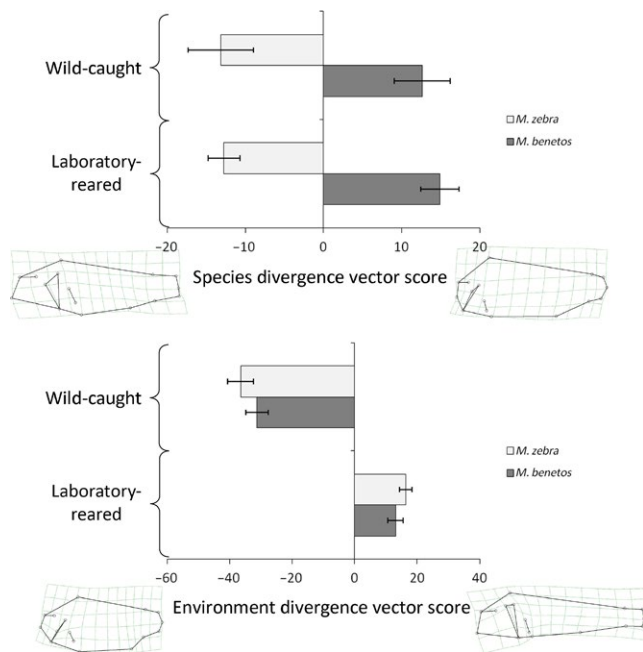 Wild-caught
M. zebra
M. benetos
Laboratory-
reared
−20 −10 0 10 20
Species divergence vector score
Wild-caught
M. zebra
M. benetos
Laboratory-
reared
−60 −40 −20 0 20 40
Environment divergence vector score